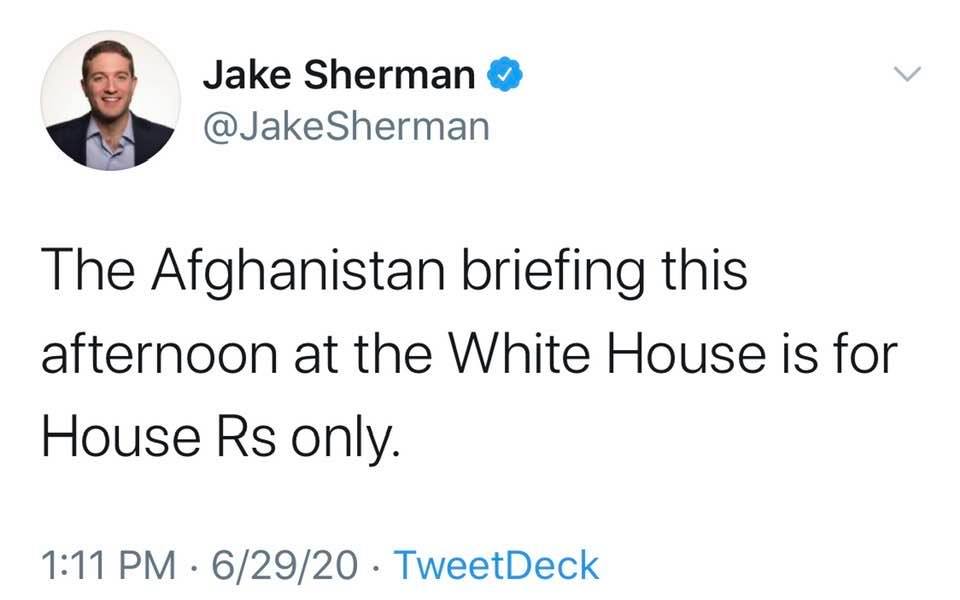 Jake Sherman
@JakeSherman
The Afghanistan briefing this
afternoon at the White House is for
House Rs only.
1:11 PM · 6/29/20 · TweetDeck